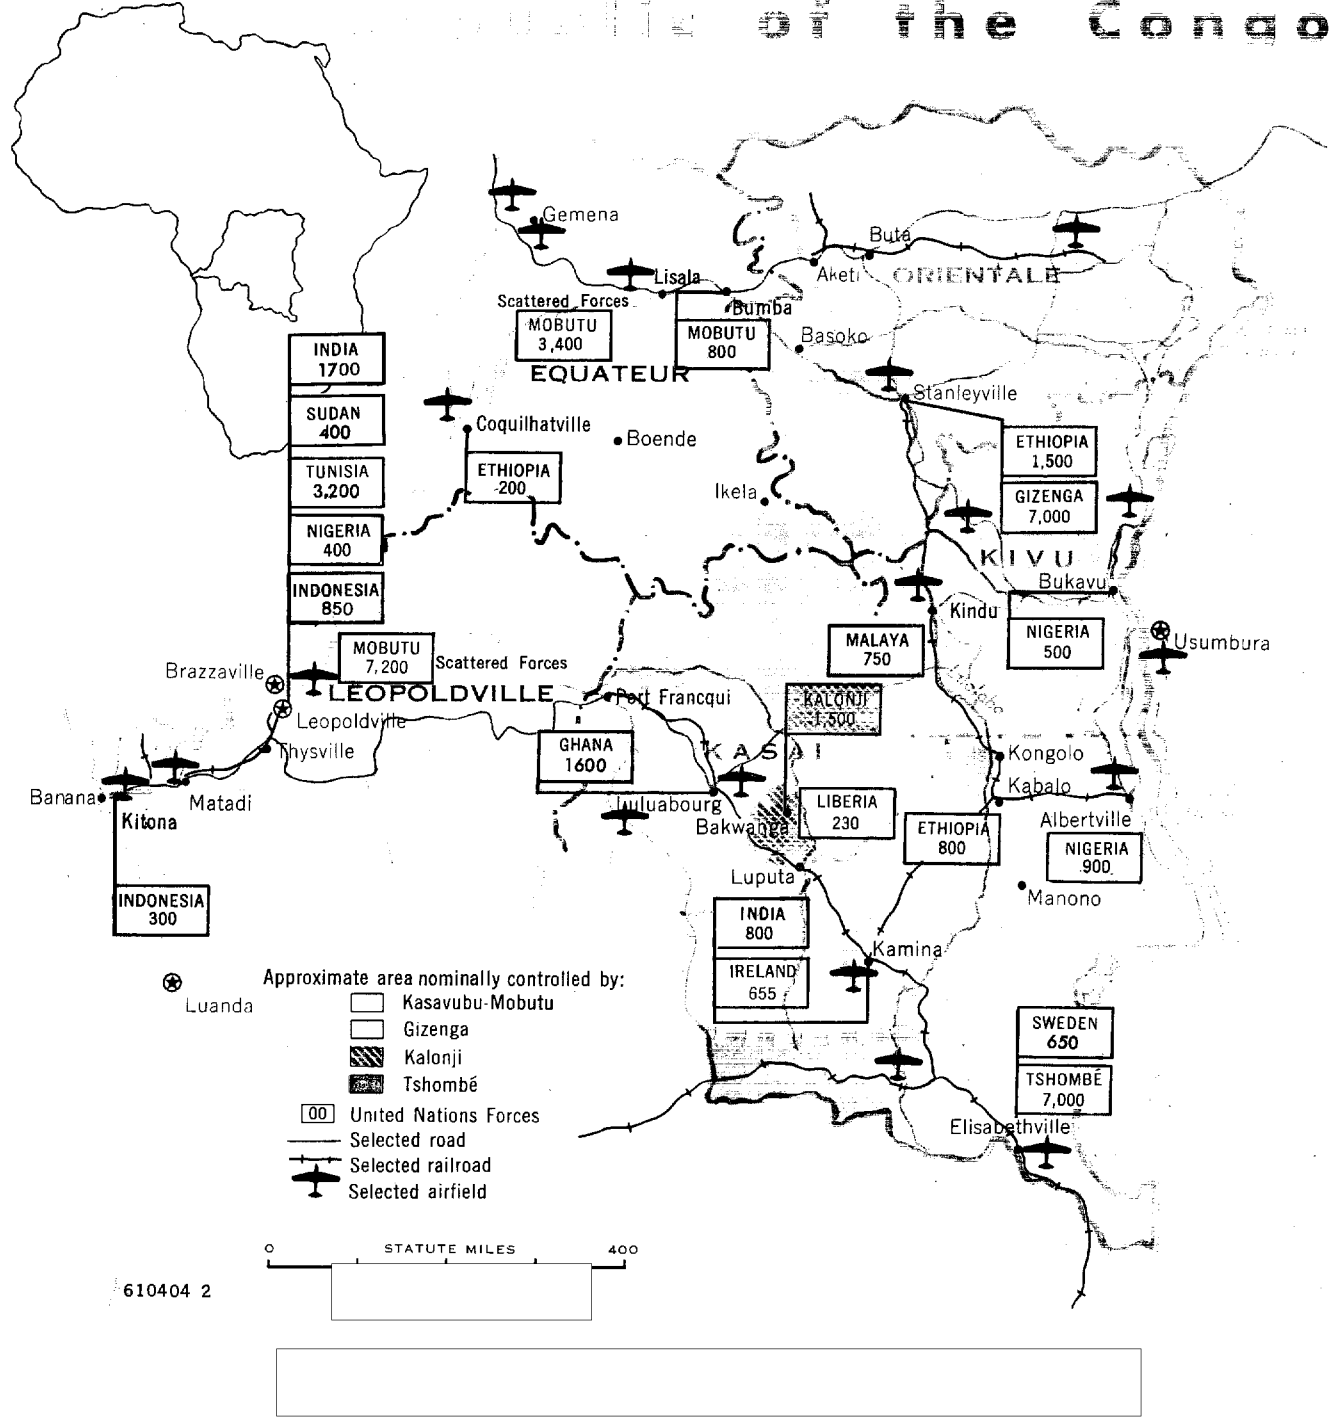 of the Congo
Gemena
Buta
Lisala
Aketi
ORIENTALE
Scattered Forces
Bumba
MOBUTU
3,400
MOBUTU
800
Basoko
INDIA
1700
EQUATEUR
Stanleyville
SUDAN
400
Coquilhatville
Boende
ETHIOPIA
1,500
TUNISIA
3,200
ETHIOPIA
200
Ikela
GIZENGA
7,000
NIGERIA
400
KIVU
Bukavu
INDONESIA
850
Kindu
NIGERIA
500
Usumbura
MALAYA
750
MOBUTU
7,200
Scattered Forces
Brazzaville
LÉOPOLDVILLE
Port Francqui
KALONJI
1,500
Leopoldville
Thysville
GHANA
1600
KASAI
Kongolo
Banana
Matadi
Kitona
Luluabourg
Kabalo
Bakwanga
LIBERIA
230
ETHIOPIA
800
Albertville
NIGERIA
900
Luputa
Manono
INDONESIA
300
INDIA
800
Kamina
IRELAND
655
Luanda
Approximate area nominally controlled by:
Kasavubu-Mobutu
Gizenga
Kalonji
Tshombé
00 United Nations Forces
Selected road
Selected railroad
Selected airfield
SWEDEN
650
TSHOMBÉ
7,000
Elisabethville
0 STATUTE MILES 400
610404 2